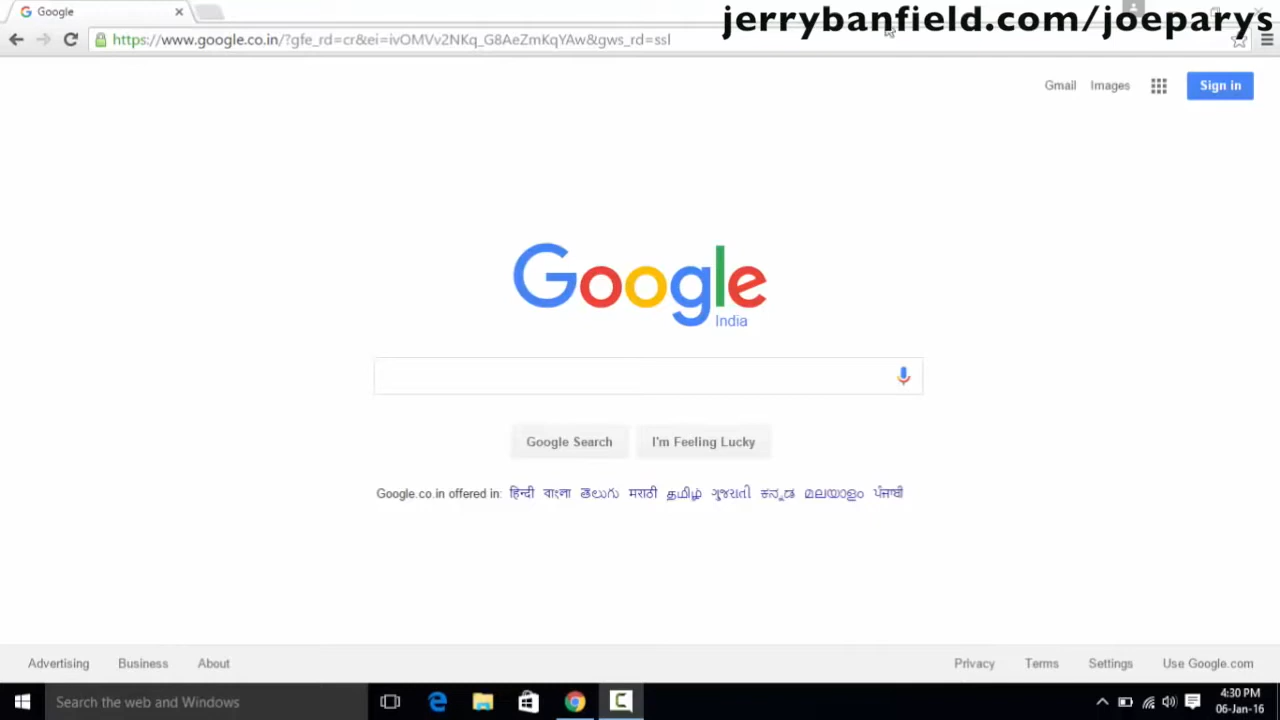 Google
jerrybanfield.com/joeparys
https://www.google.co.in/?gfe_rd=cr&ei=ivOMVv2NKq_G8AeZmKqYAw&gws_rd=ssl
Gmail Images Sign in
Google
India
Google Search I'm Feeling Lucky
Google.co.in offered in: हिन्दी বাংলা తెలుగు मराठी தமிழ் ગુજરાતી ಕನ್ನಡ മലയാളം ਪੰਜਾਬੀ
Advertising Business About Privacy Terms Settings Use Google.com
Search the web and Windows
4:30 PM
06-Jan-16